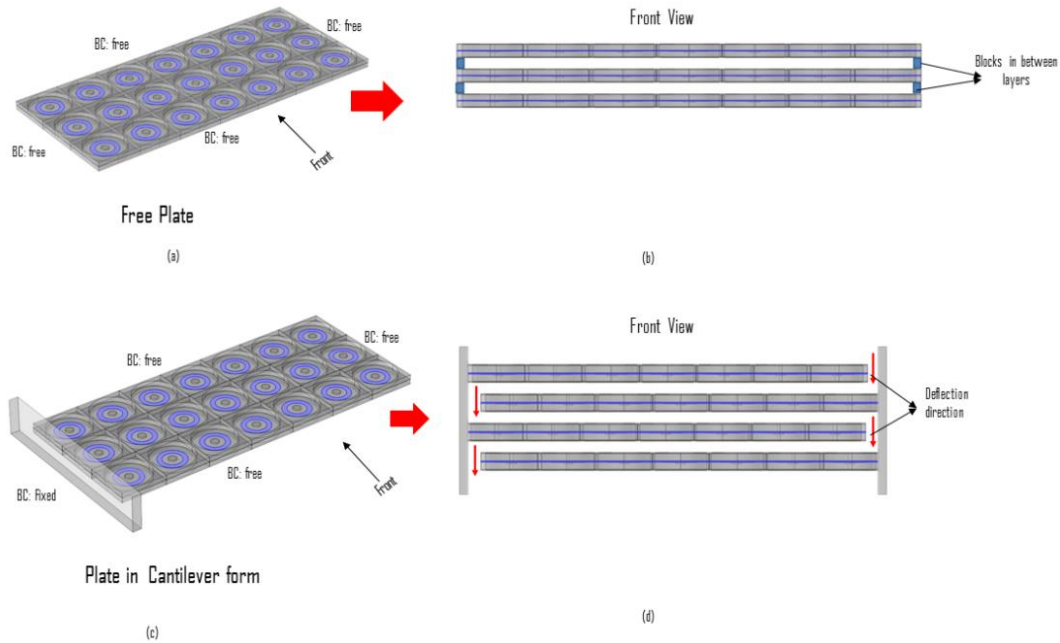 BC: free
BC: free
BC: free
BC: free
Front
Free Plate
(a)
Front View
Blocks in between
layers
(b)
BC: free
BC: free
BC: free
BC: Fixed
Front
Plate in Cantilever form
(c)
Front View
Deflection
direction
(d)